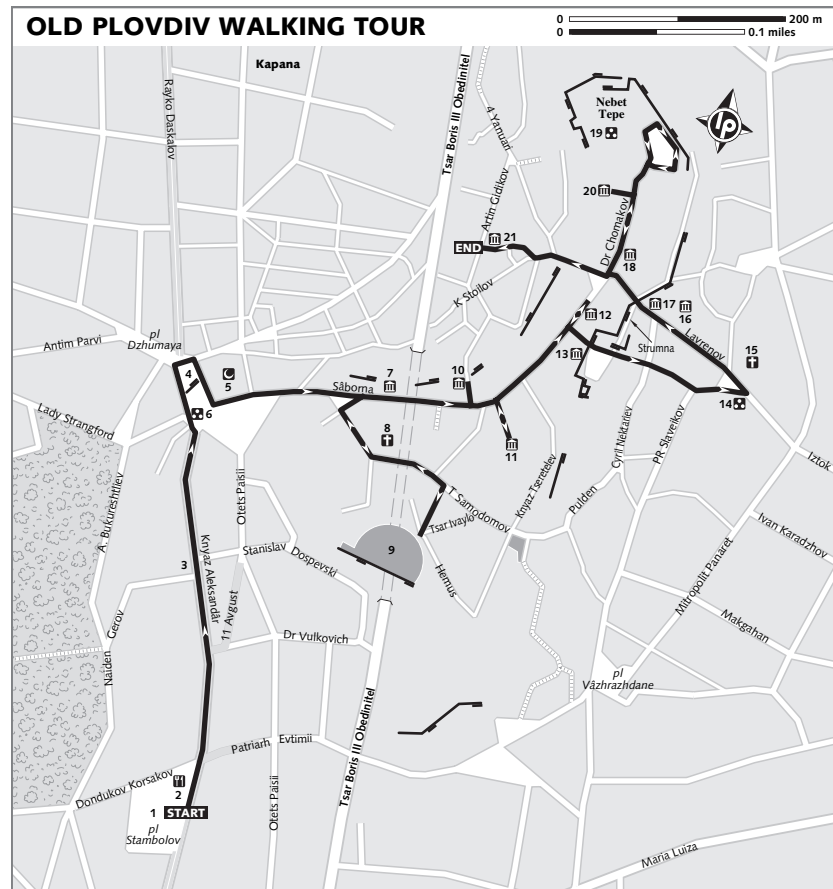 OLD PLOVDIV WALKING TOUR
0 200 m
0 0.1 miles
Kapana
Rayko Daskalov
Tsar Boris III Obedinitel
4 Yanuari
Nebet
Tepe
19
lp
20
Artin Gidikov
21
END
Dr Chomakov
18
K Stoilov
17
16
12
Lavrenov
Strumna
13
15
14
pl
Dzhumaya
Antim Parvi
4
5
6
7
Sâborna
10
8
11
Lady Strangford
Iztok
A. Bukureshtliev
Otets Paisii
Knyaz Tseretelev
Cyril Nektariev
PR Slaveikov
T Samodomov
Tsar Ivaylo
Pulden
Ivan Karadzhov
9
3
Knyaz Aleksandâr
Stanislav Dospevski
Hemus
Mitropolit Panaret
Makgahan
11 Avgust
Naiden Gerov
Dr Vulkovich
pl
Vâzhrazhdane
Tsar Boris III Obedinitel
Patriarh Evtimii
Dondukov Korsakov
2
1
START
pl
Stambolov
Otets Paisii
Maria Luiza